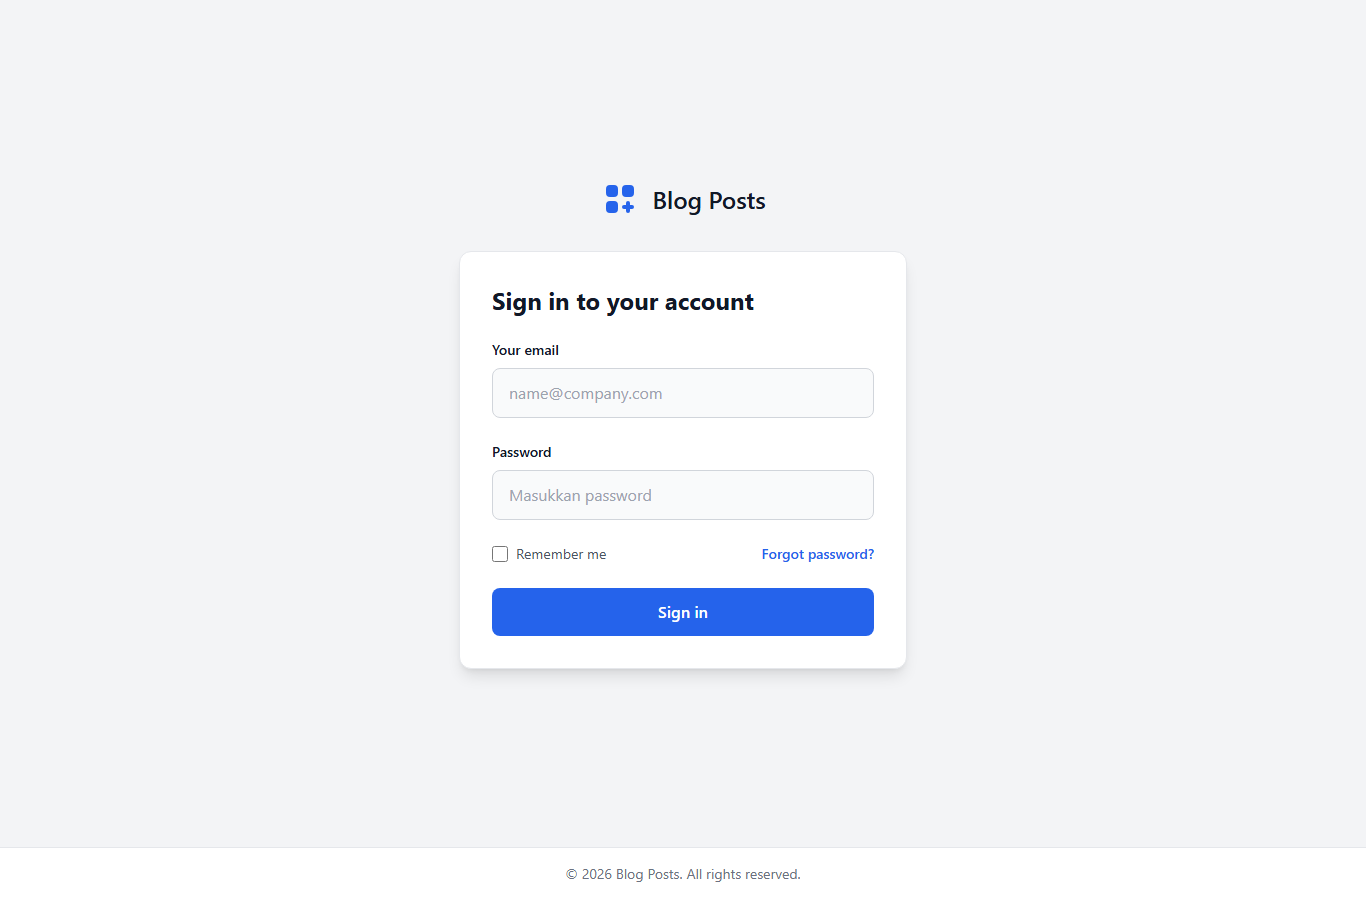 Blog Posts
Sign in to your account
Your email
name@company.com
Password
Masukkan password
Remember me
Forgot password?
Sign in
© 2026 Blog Posts. All rights reserved.